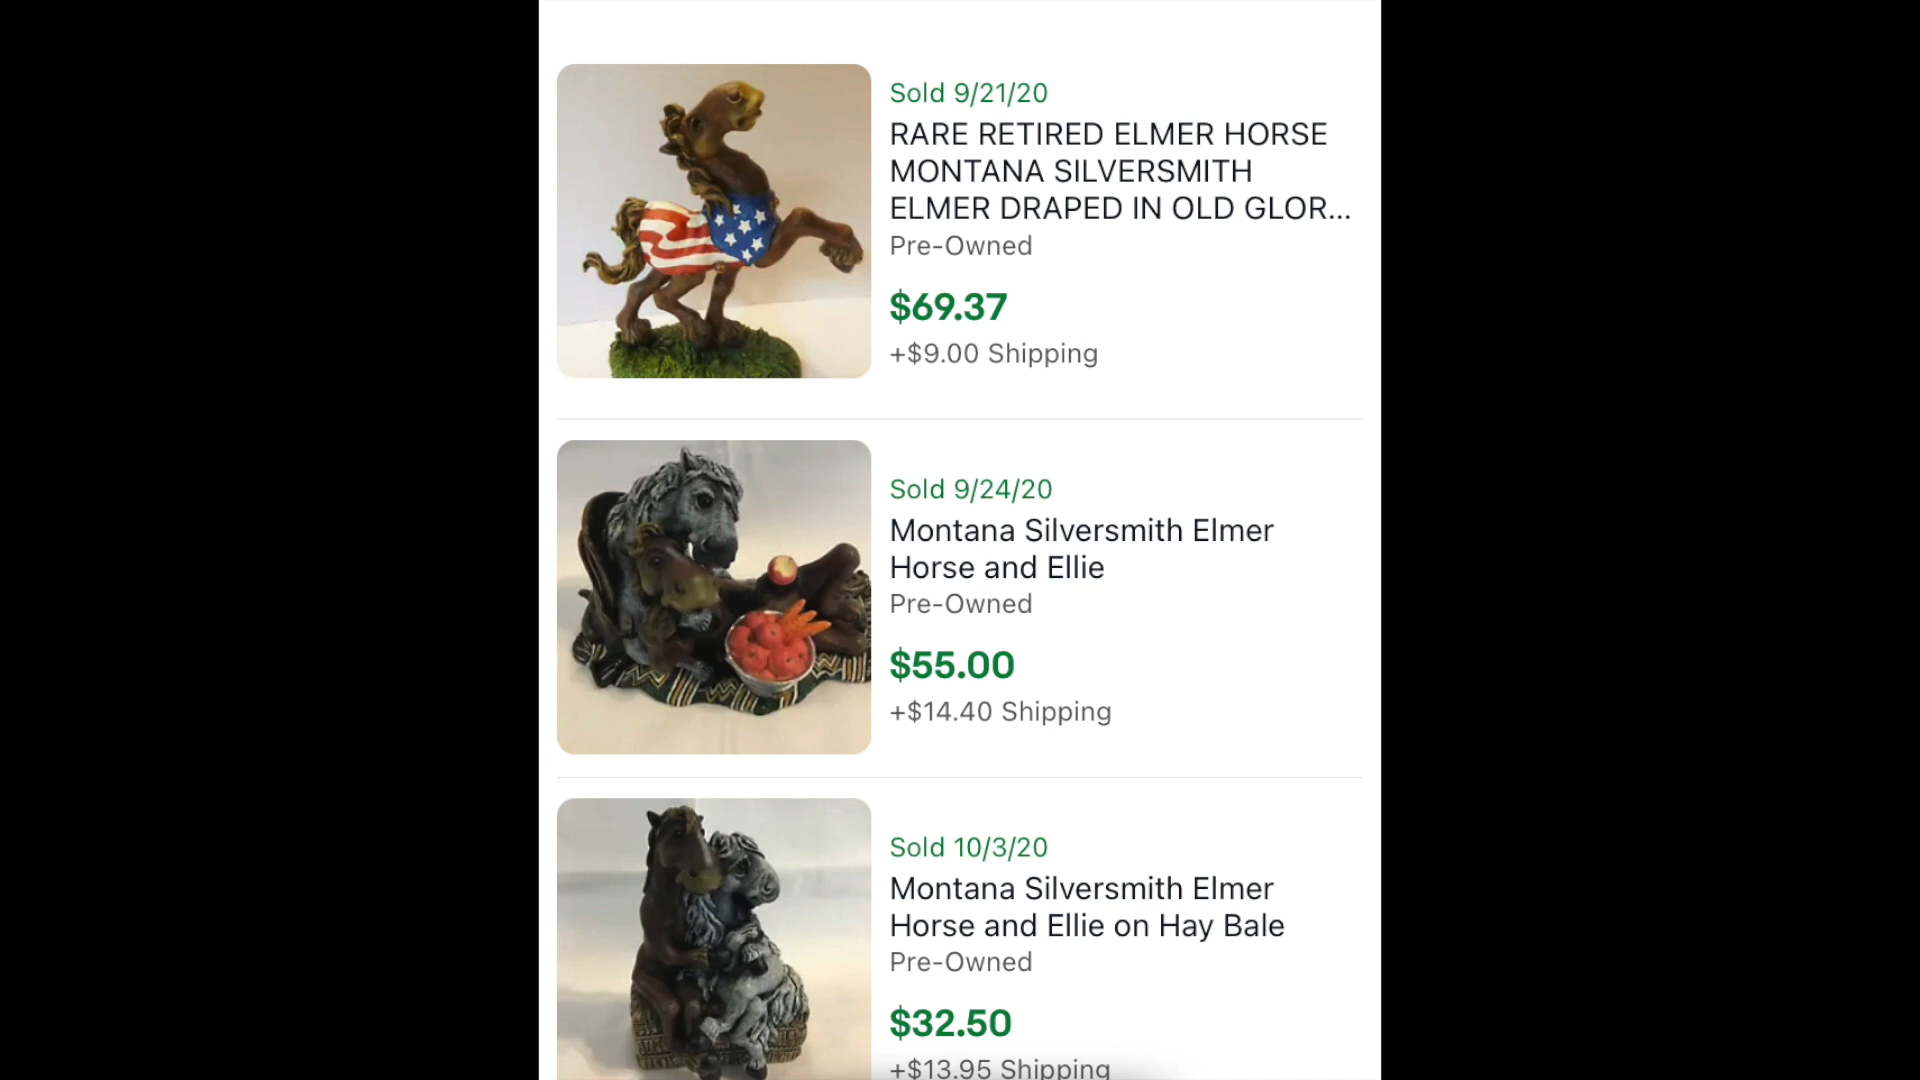 Sold 9/21/20
RARE RETIRED ELMER HORSE
MONTANA SILVERSMITH
ELMER DRAPED IN OLD GLOR...
Pre-Owned
$69.37
+$9.00 Shipping
Sold 9/24/20
Montana Silversmith Elmer
Horse and Ellie
Pre-Owned
$55.00
+$14.40 Shipping
Sold 10/3/20
Montana Silversmith Elmer
Horse and Ellie on Hay Bale
Pre-Owned
$32.50
+$13.95 Shipping